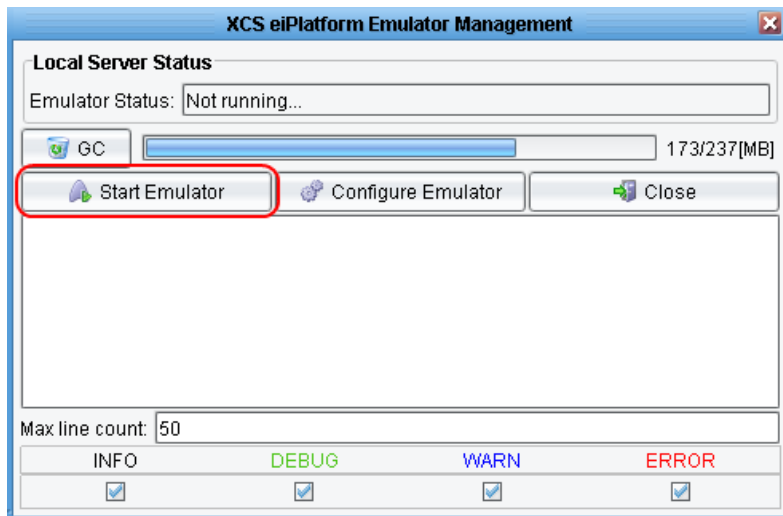 XCS eiPlatform Emulator Management
Local Server Status
Emulator Status: Not running...
GC 173/237[MB]
Start Emulator Configure Emulator Close
Max line count: 50
INFO DEBUG WARN ERROR